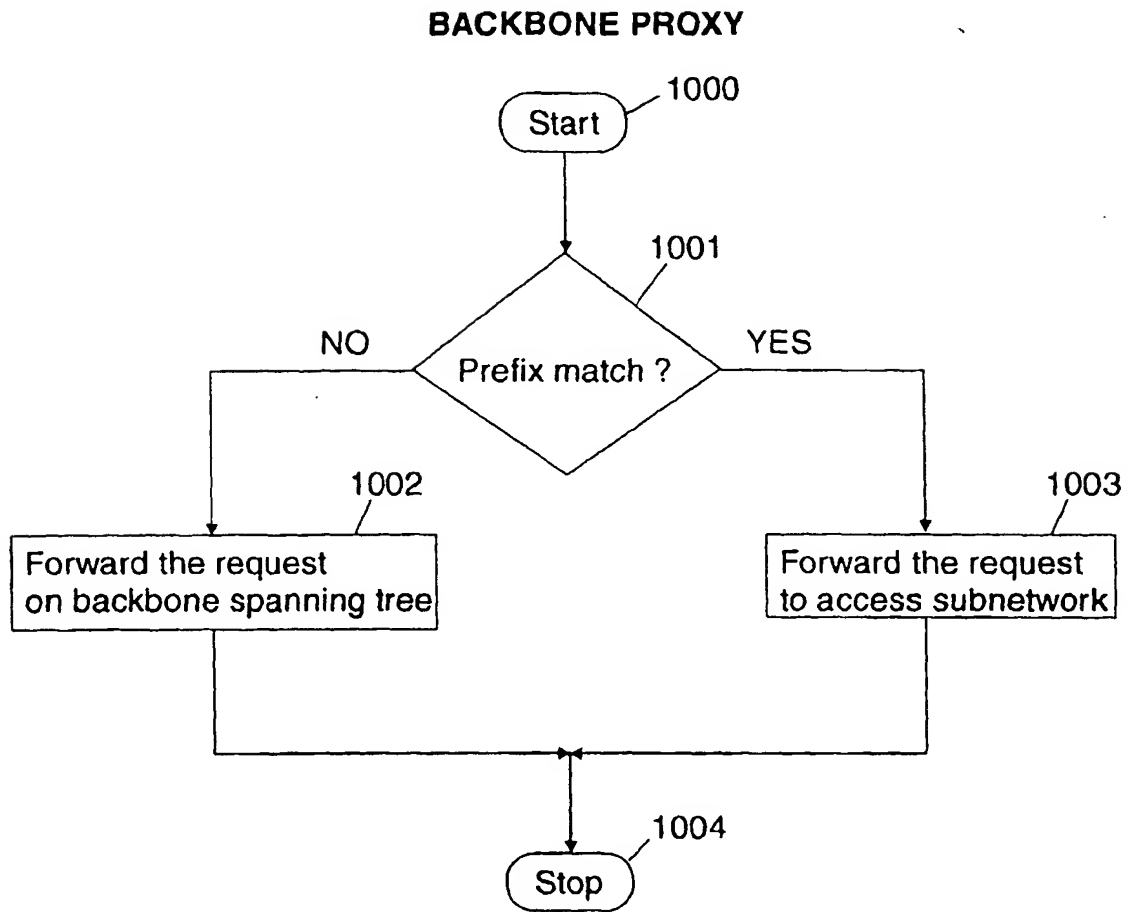 BACKBONE PROXY
1000
Start
1001
NO
YES
Prefix match ?
1002
1003
Forward the request
on backbone spanning tree
Forward the request
to access subnetwork
1004
Stop